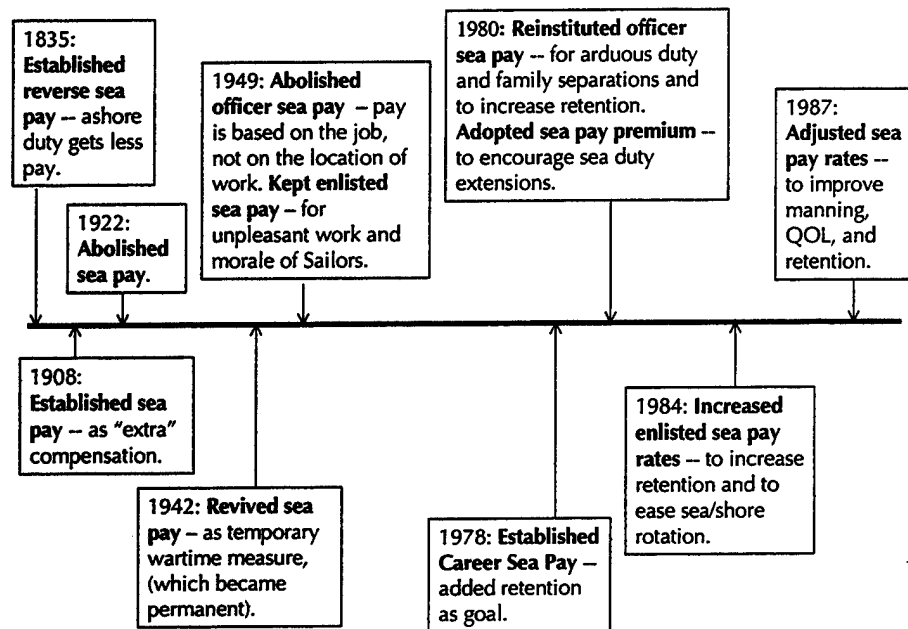 1835:
Established
reverse sea
pay -- ashore
duty gets less
pay.
1922:
Abolished
sea pay.
1949: Abolished
officer sea pay – pay
is based on the job,
not on the location of
work. Kept enlisted
sea pay – for
unpleasant work and
morale of Sailors.
1980: Reinstituted officer
sea pay -- for arduous duty
and family separations and
to increase retention.
Adopted sea pay premium --
to encourage sea duty
extensions.
1987:
Adjusted sea
pay rates --
to improve
manning,
QOL, and
retention.
1908:
Established sea
pay -- as "extra"
compensation.
1942: Revived sea
pay – as temporary
wartime measure,
(which became
permanent).
1978: Established
Career Sea Pay –
added retention
as goal.
1984: Increased
enlisted sea pay
rates -- to increase
retention and to
ease sea/shore
rotation.